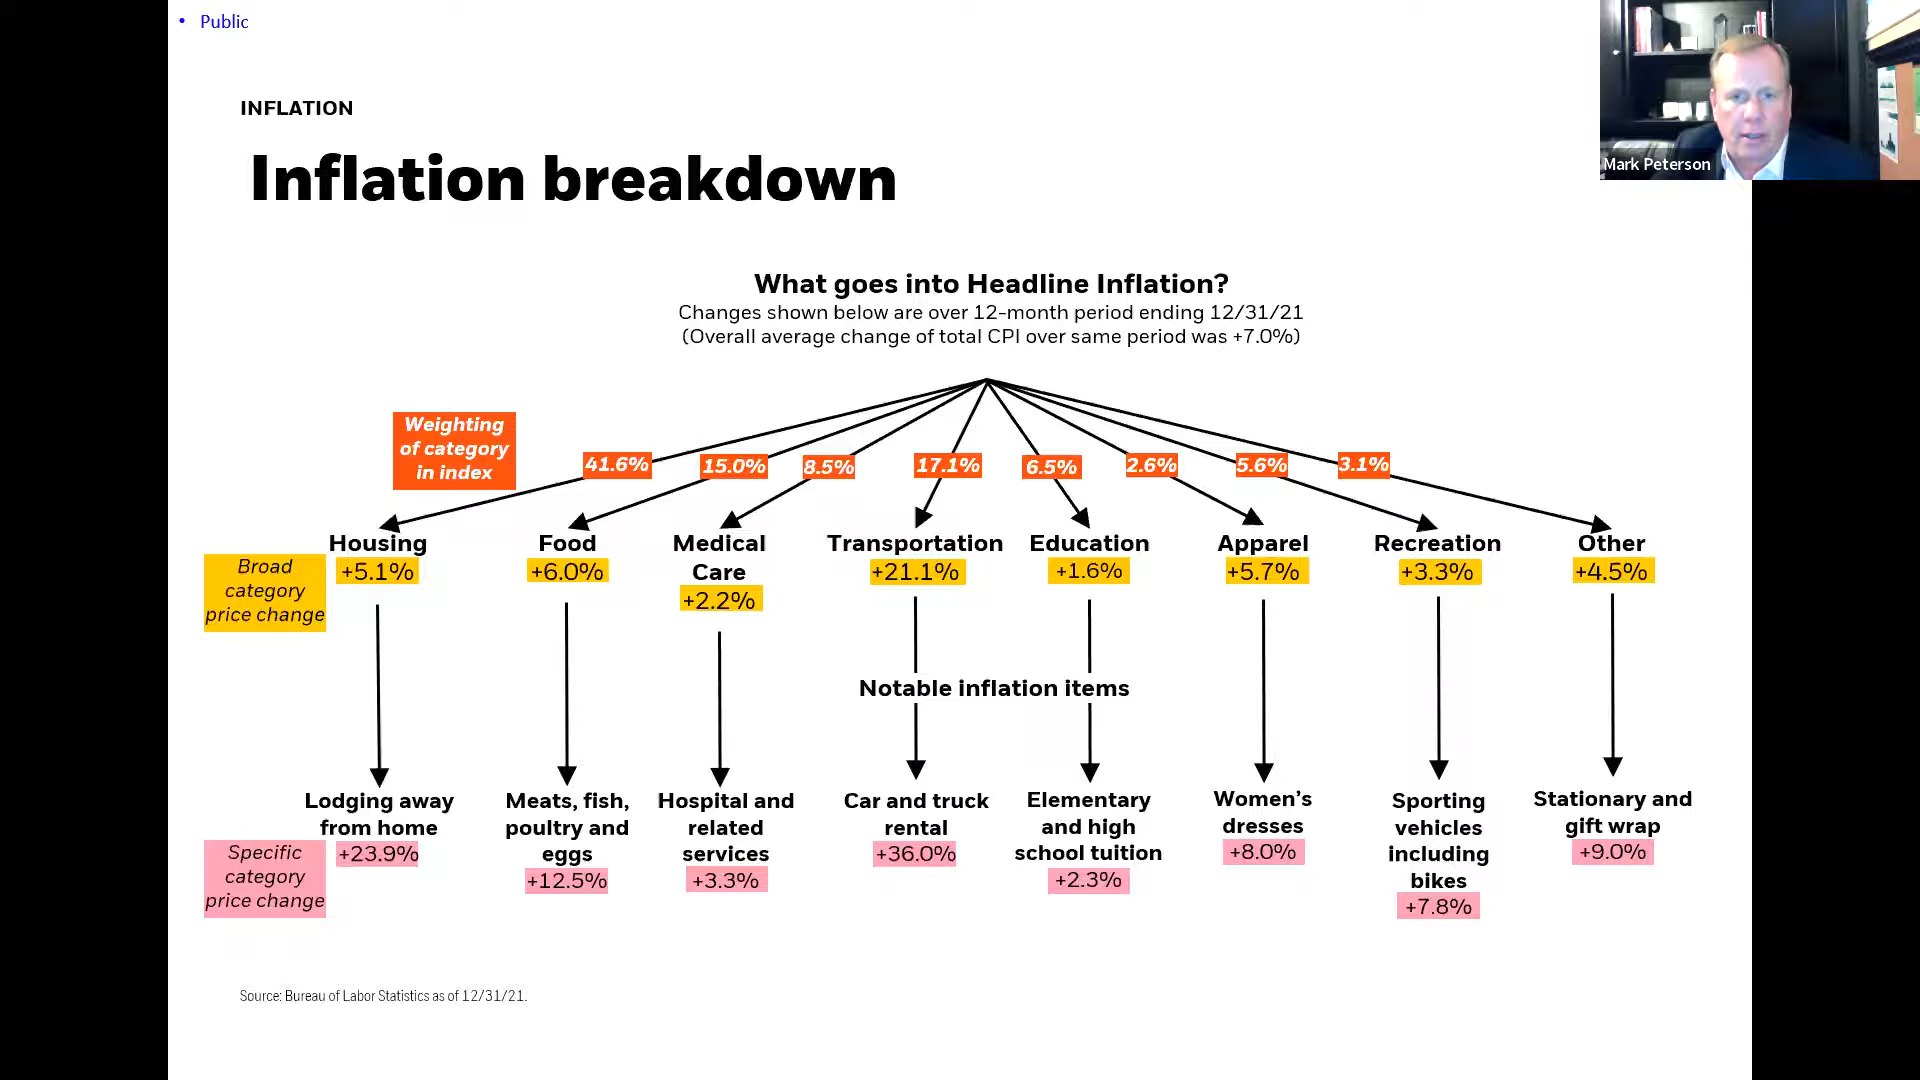 • Public
Mark Peterson
INFLATION
Inflation breakdown
What goes into Headline Inflation?
Changes shown below are over 12-month period ending 12/31/21
(Overall average change of total CPI over same period was +7.0%)
Weighting
of category
in index
41.6% 15.0% 8.5% 17.1% 6.5% 2.6% 5.6% 3.1%
Housing Food Medical Transportation Education Apparel Recreation Other
Care
Broad
category
price change
+5.1% +6.0% +2.2% +21.1% +1.6% +5.7% +3.3% +4.5%
Notable inflation items
Lodging away
from home
+23.9%
Meats, fish,
poultry and
eggs
+12.5%
Hospital and
related
services
+3.3%
Car and truck
rental
+36.0%
Elementary
and high
school tuition
+2.3%
Women's
dresses
+8.0%
Sporting
vehicles
including
bikes
+7.8%
Stationary and
gift wrap
+9.0%
Specific
category
price change
Source: Bureau of Labor Statistics as of 12/31/21.